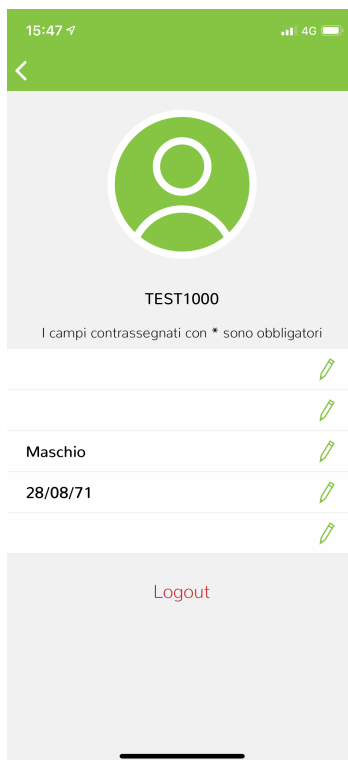 15:47 4G
TEST1000
I campi contrassegnati con * sono obbligatori
Maschio
28/08/71
Logout